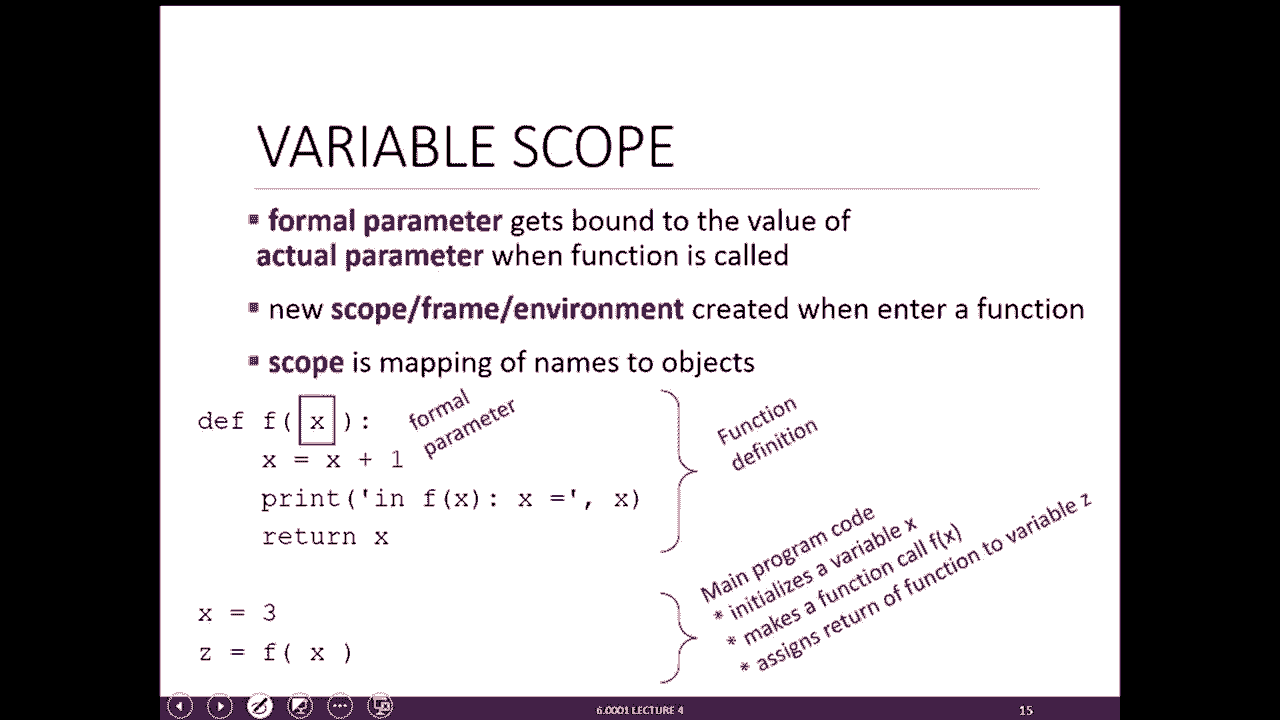 VARIABLE SCOPE
▪ formal parameter gets bound to the value of
actual parameter when function is called
▪ new scope/frame/environment created when enter a function
▪ scope is mapping of names to objects
def f( x ):
    x = x + 1
    print('in f(x): x =', x)
    return x
formal
parameter
Function
definition
x = 3
z = f( x )
Main program code
* initializes a variable x
* makes a function call f(x)
* assigns return of function to variable z
6.0001 LECTURE 4
15